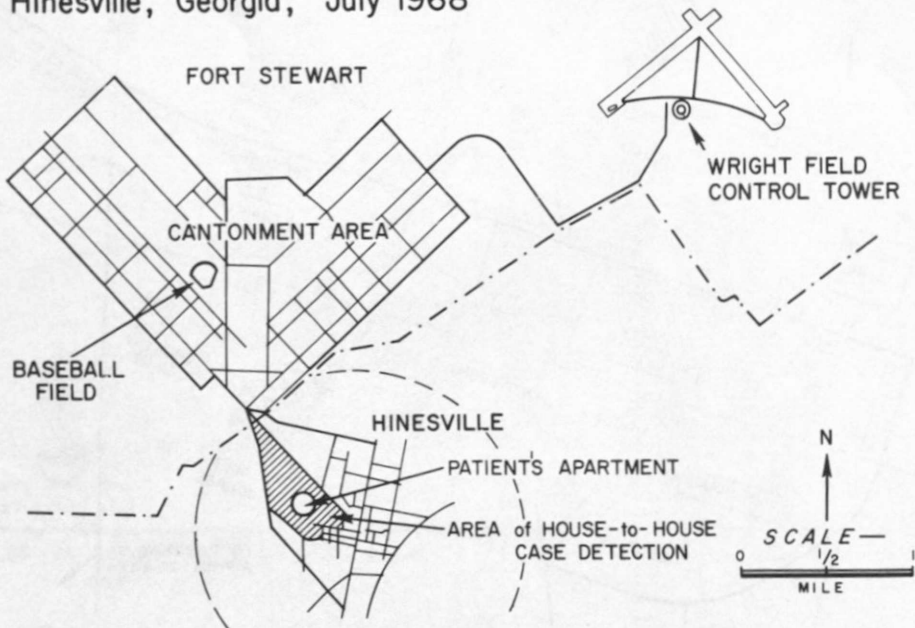 Hinesville, Georgia, July 1968
FORT STEWART
WRIGHT FIELD
CONTROL TOWER
CANTONMENT AREA
BASEBALL
FIELD
HINESVILLE
PATIENT'S APARTMENT
AREA of HOUSE-to-HOUSE
CASE DETECTION
N
SCALE—
0 1/2 1
MILE